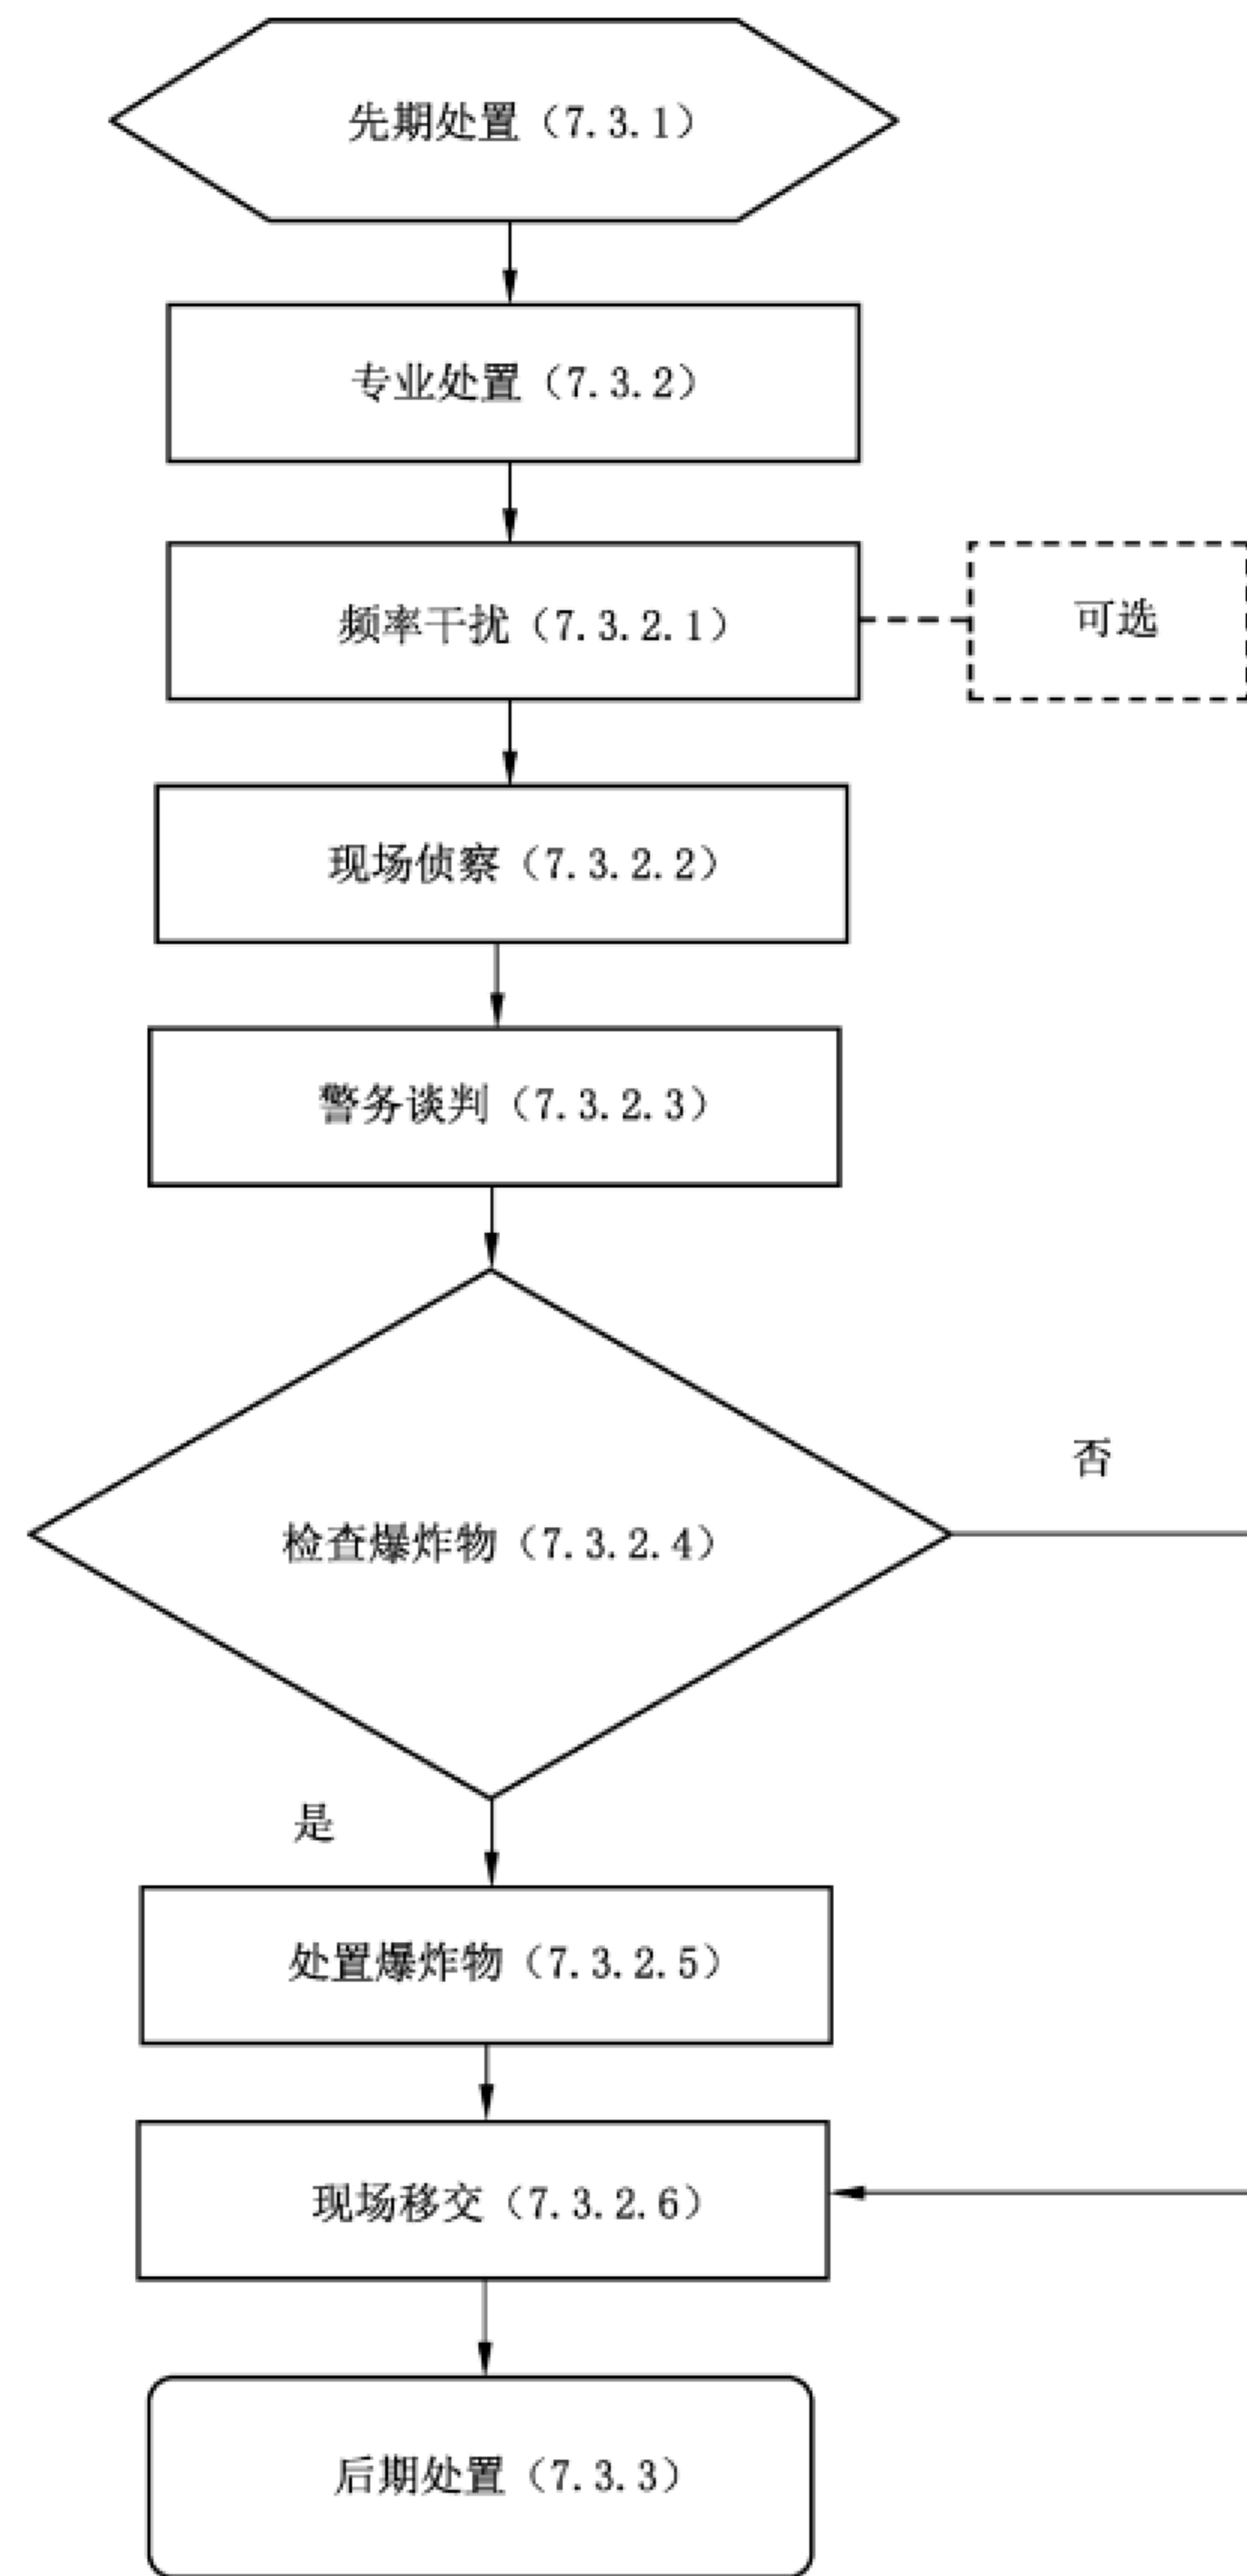 先期处置（7.3.1）
专业处置（7.3.2）
频率干扰（7.3.2.1）
可选
现场侦察（7.3.2.2）
警务谈判（7.3.2.3）
否
检查爆炸物（7.3.2.4）
是
处置爆炸物（7.3.2.5）
现场移交（7.3.2.6）
后期处置（7.3.3）